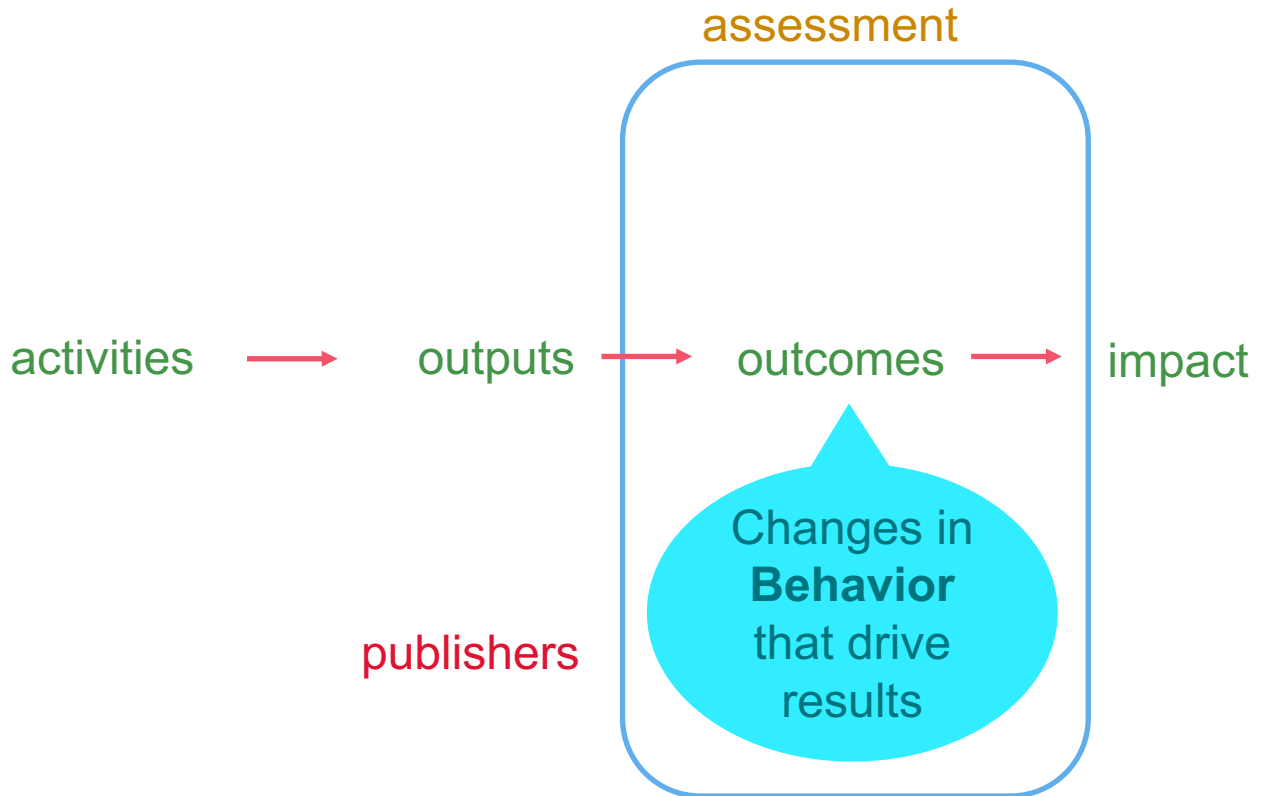 assessment
activities
outputs
outcomes
impact
Changes in
Behavior
that drive
results
publishers